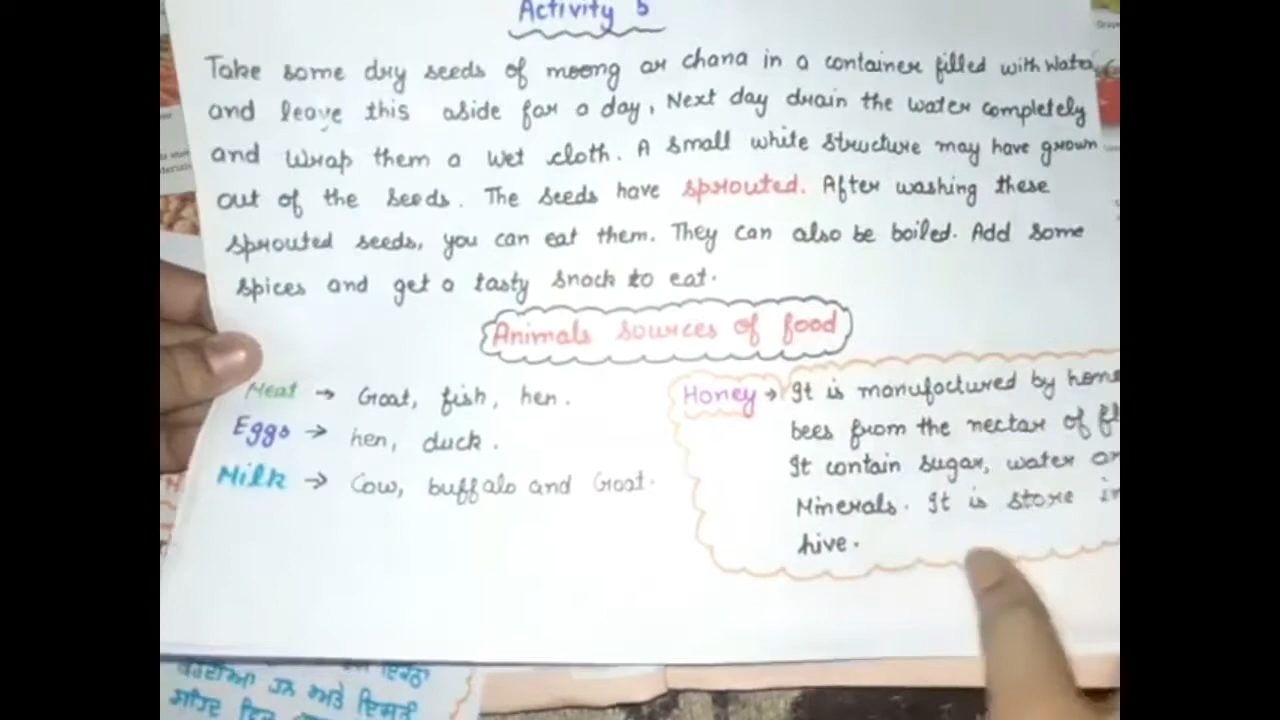 Activity 5
Take some dry seeds of moong or chana in a container filled with Water
and leave this aside for a day. Next day drain the water completely
and wrap them a wet cloth. A small white structure may have grown
out of the seeds. The seeds have sprouted. After washing these
sprouted seeds, you can eat them. They can also be boiled. Add some
spices and get a tasty snack to eat.
Animals sources of food
Meat → Goat, fish, hen.
Eggs → hen, duck.
Milk → Cow, buffalo and Goat.
Honey → It is manufactured by
bees from the nectar of
It contain sugar, water
Minerals. It is store in
hive.
ਹਨ ਅਤੇ